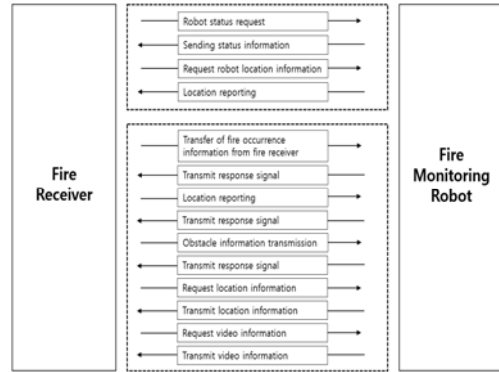 Robot status request
Sending status information
Request robot location information
Location reporting
Fire
Receiver
Transfer of fire occurrence
information from fire receiver
Transmit response signal
Location reporting
Transmit response signal
Obstacle information transmission
Transmit response signal
Request location information
Transmit location information
Request video information
Transmit video information
Fire
Monitoring
Robot